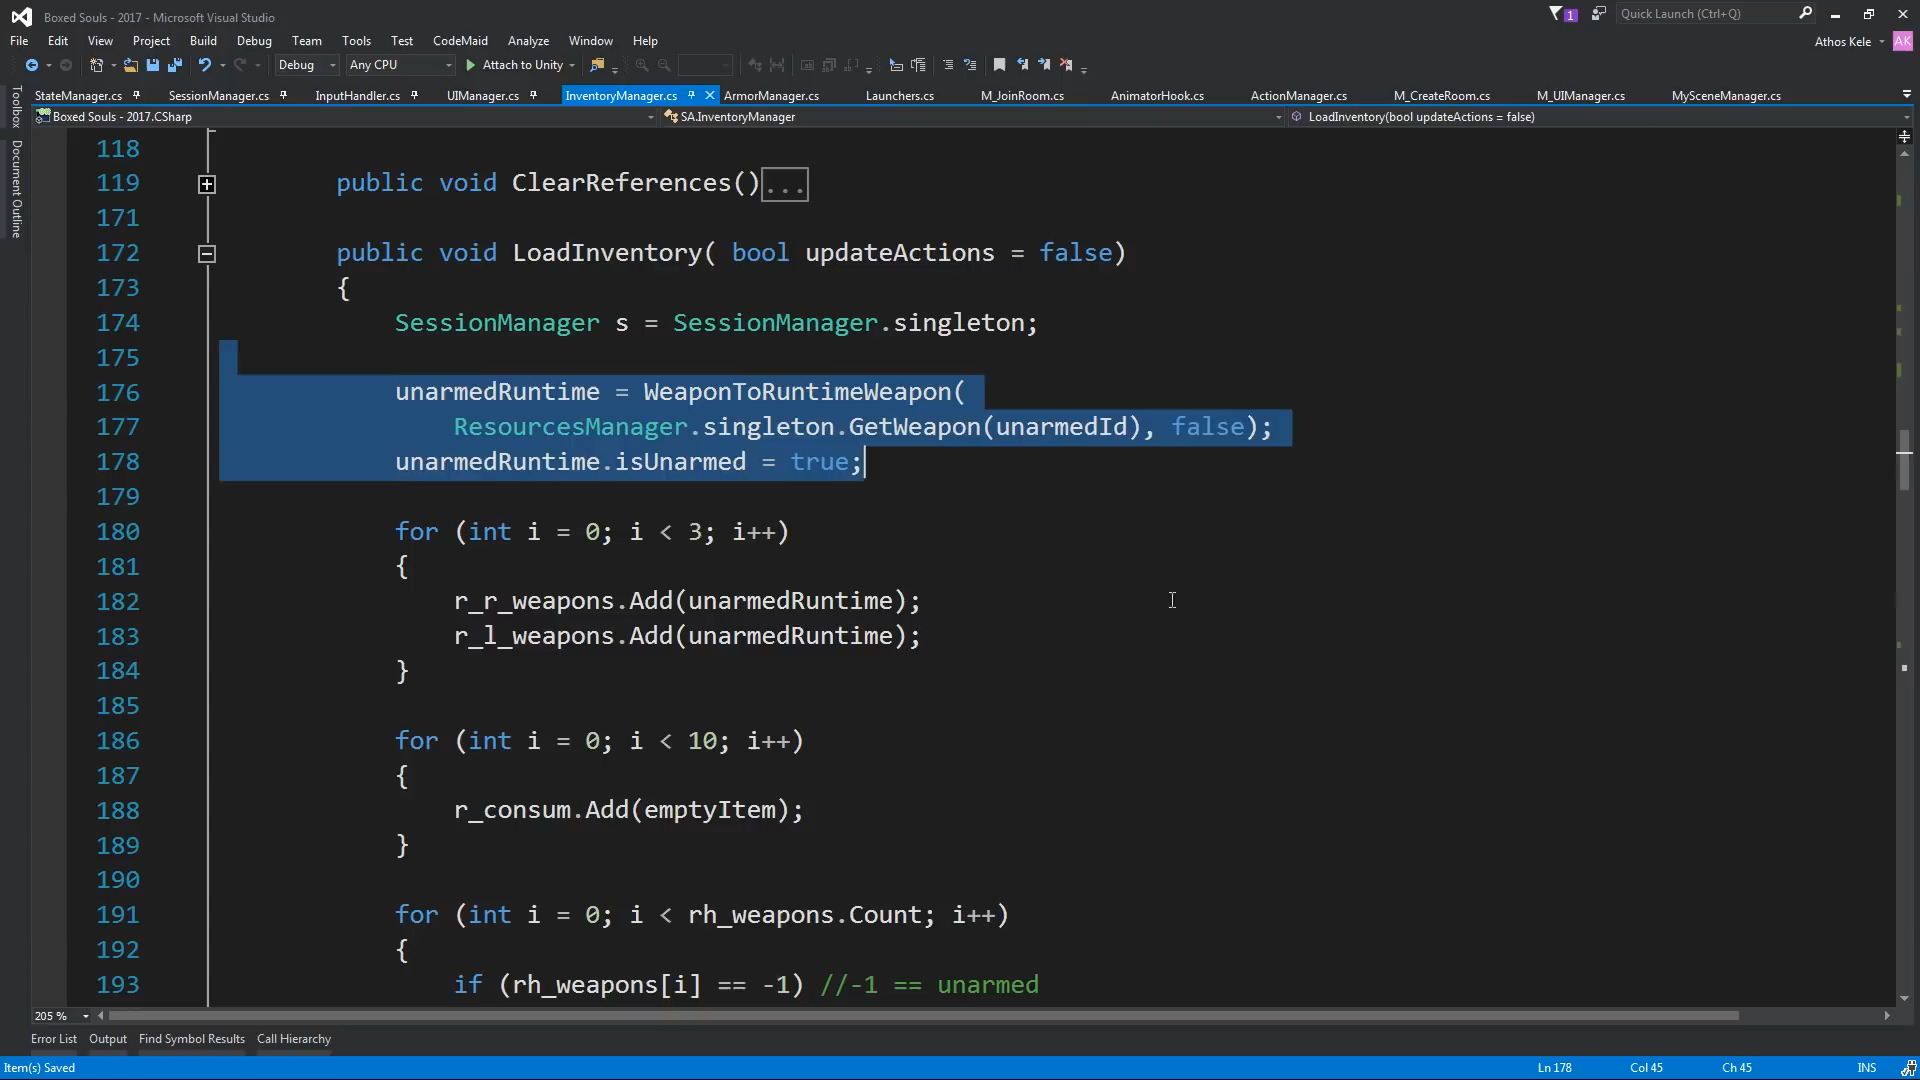 Boxed Souls - 2017 - Microsoft Visual Studio
1
Quick Launch (Ctrl+Q)
File Edit View Project Build Debug Team Tools Test CodeMaid Analyze Window Help
Athos Kele AK
Debug Any CPU Attach to Unity
Toolbox
Document Outline
StateManager.cs SessionManager.cs InputHandler.cs UIManager.cs InventoryManager.cs ArmorManager.cs Launchers.cs M_JoinRoom.cs AnimatorHook.cs ActionManager.cs M_CreateRoom.cs M_UIManager.cs MySceneManager.cs
Boxed Souls - 2017.CSharp SA.InventoryManager LoadInventory(bool updateActions = false)
118
119 public void ClearReferences()...
171
172 public void LoadInventory( bool updateActions = false)
173 {
174 SessionManager s = SessionManager.singleton;
175
176 unarmedRuntime = WeaponToRuntimeWeapon(
177 ResourcesManager.singleton.GetWeapon(unarmedId), false);
178 unarmedRuntime.isUnarmed = true;
179
180 for (int i = 0; i < 3; i++)
181 {
182 r_r_weapons.Add(unarmedRuntime);
183 r_l_weapons.Add(unarmedRuntime);
184 }
185
186 for (int i = 0; i < 10; i++)
187 {
188 r_consum.Add(emptyItem);
189 }
190
191 for (int i = 0; i < rh_weapons.Count; i++)
192 {
193 if (rh_weapons[i] == -1) //-1 == unarmed
205 %
Error List Output Find Symbol Results Call Hierarchy
Item(s) Saved Ln 178 Col 45 Ch 45 INS